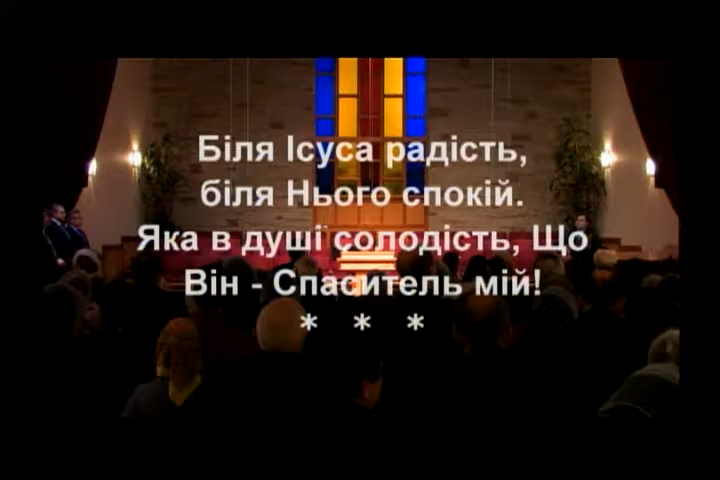 Біля Ісуса радість,
біля Нього спокій.
Яка в душі солодість, Що
Він - Спаситель мій!
* * *